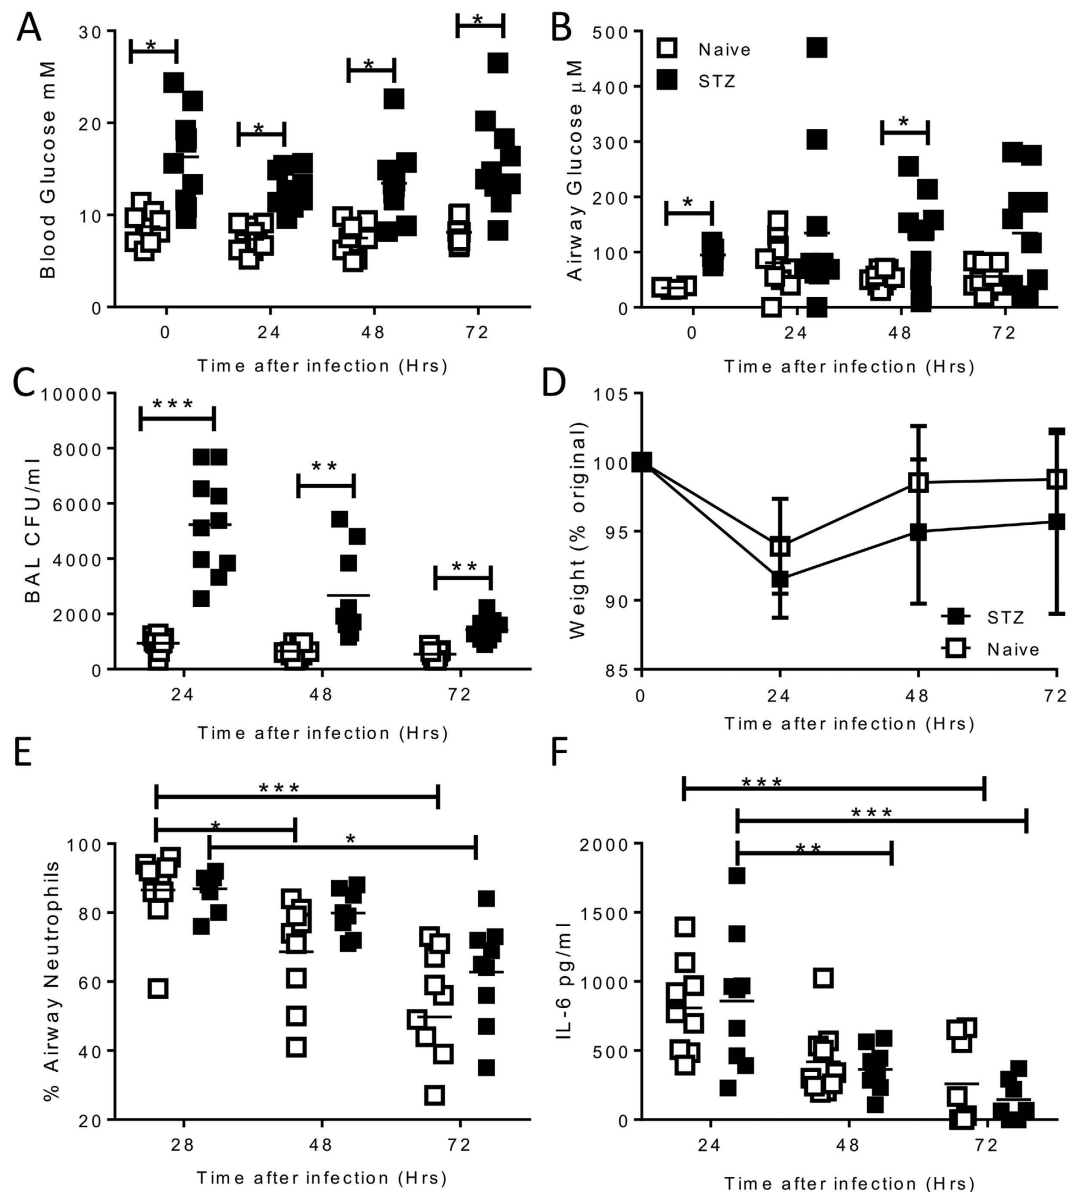 A
Blood Glucose mM
30
20
10
0
*
*
*
*
0 24 48 72
Time after infection (Hrs)
B
Airway Glucose µM
500
400
300
200
100
0
Naive
STZ
*
*
0 24 48 72
Time after infection (Hrs)
C
BAL CFU/ml
10000
8000
6000
4000
2000
0
***
**
**
24 48 72
Time after infection (Hrs)
D
Weight (% original)
105
100
95
90
85
STZ
Naive
0 24 48 72
Time after infection (Hrs)
E
% Airway Neutrophils
***
*
*
100
80
60
40
20
28 48 72
Time after infection (Hrs)
F
IL-6 pg/ml
***
***
**
2000
1500
1000
500
0
24 48 72
Time after infection (Hrs)